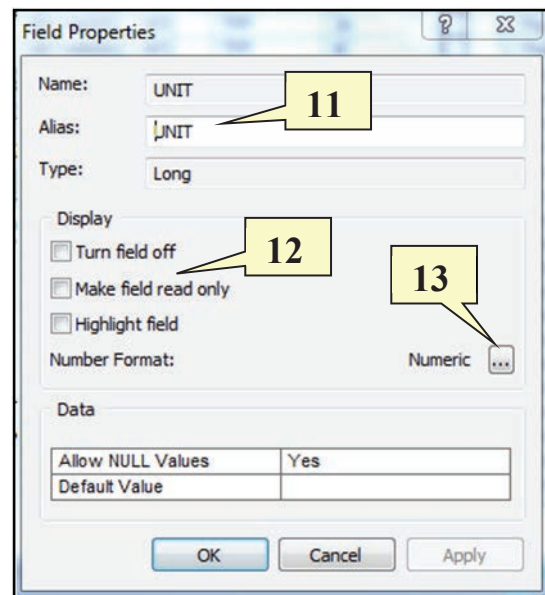 Field Properties
Name: UNIT
11
Alias: UNIT
Type: Long
Display
Turn field off
12
Make field read only
13
Highlight field
Number Format: Numeric ...
Data
Allow NULL Values Yes
Default Value
OK Cancel Apply